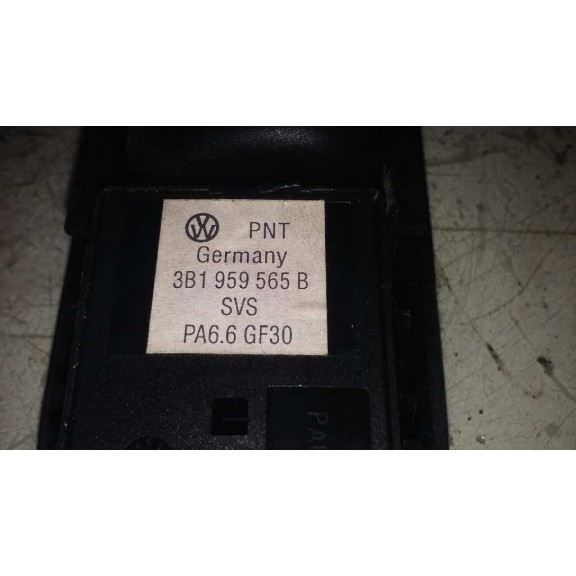 PNT
Germany
3B1 959 565 B
SVS
PA6.6 GF30